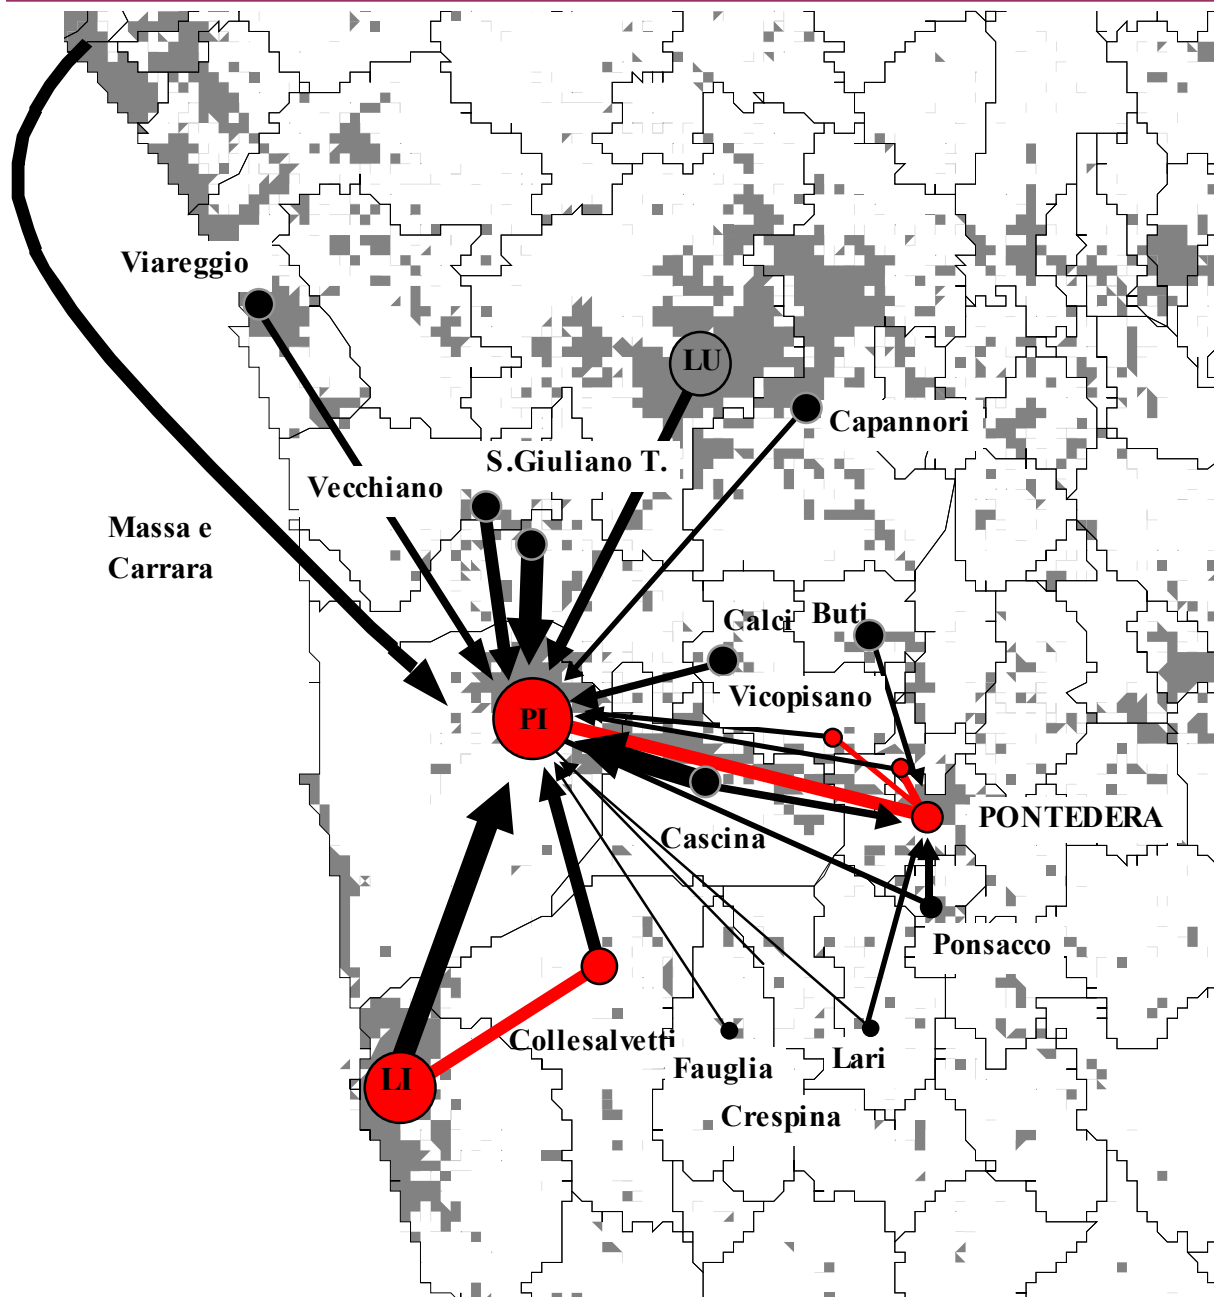 Viareggio
LU
Capannori
S.Giuliano T.
Vecchiano
Massa e
Carrara
Calci
Buti
Vicopisano
PI
PONTEDERA
Cascina
Ponsacco
Collesalvetti
Fauglia
Lari
LI
Crespina